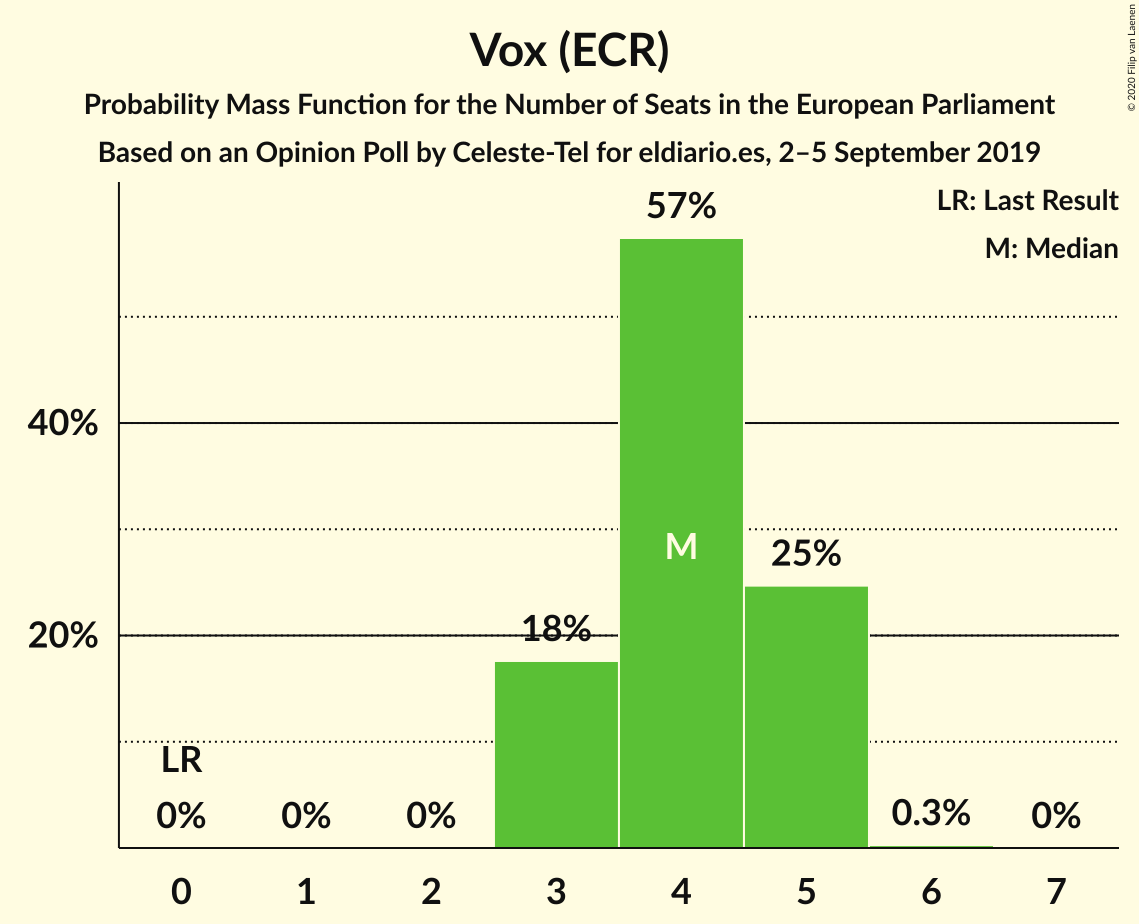 © 2020 Filip van Laenen
Vox (ECR)
Probability Mass Function for the Number of Seats in the European Parliament
Based on an Opinion Poll by Celeste-Tel for eldiario.es, 2–5 September 2019
LR: Last Result
M: Median
57%
40%
M
25%
18%
20%
LR
0% 0% 0% 0.3% 0%
0 1 2 3 4 5 6 7